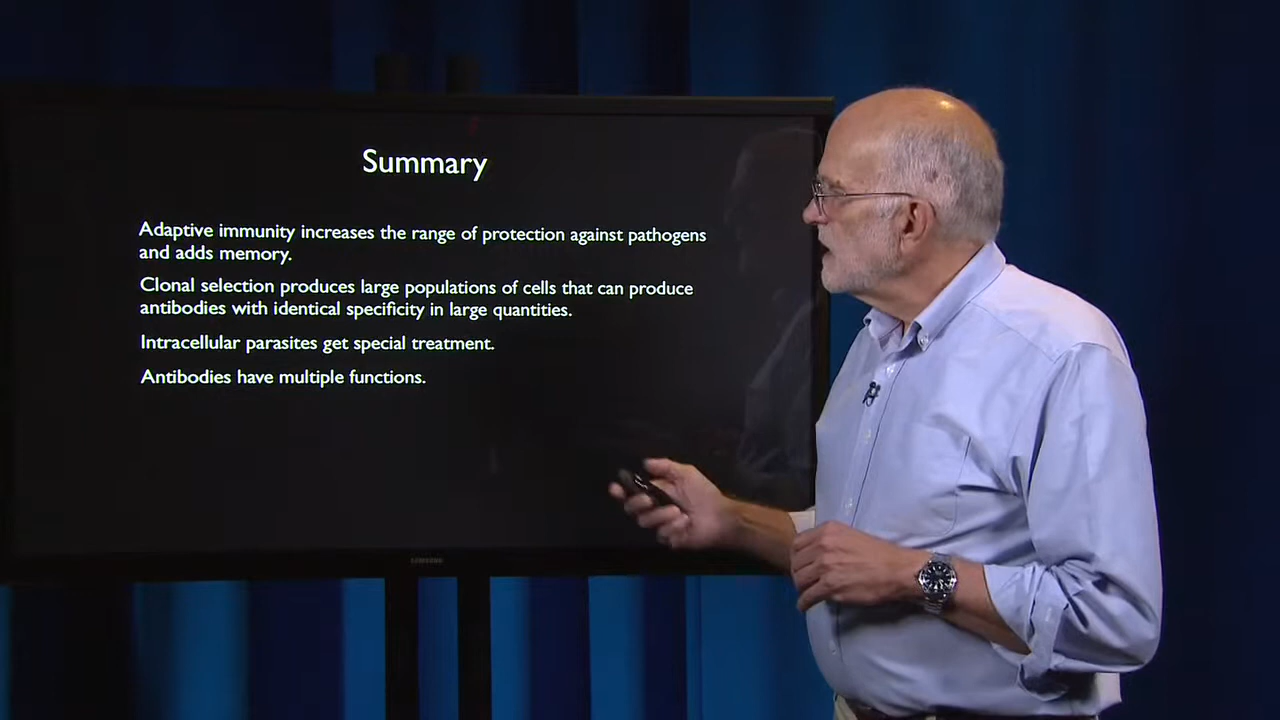 Summary
Adaptive immunity increases the range of protection against pathogens
and adds memory.
Clonal selection produces large populations of cells that can produce
antibodies with identical specificity in large quantities.
Intracellular parasites get special treatment.
Antibodies have multiple functions.
SAMSUNG